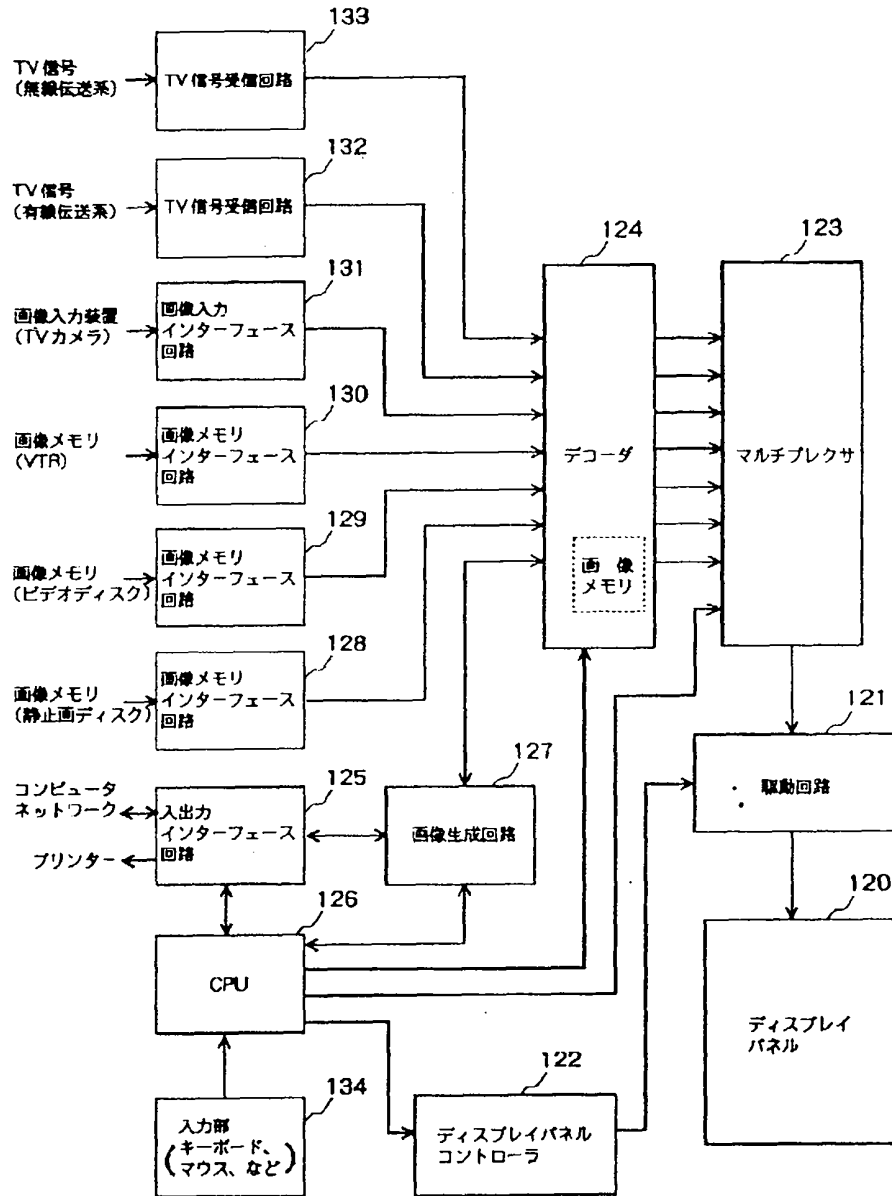 133
TV信号
(無線伝送系)
TV信号受信回路
132
TV信号
(有線伝送系)
TV信号受信回路
124
123
131
画像入力装置
(TVカメラ)
画像入力
インターフェース
回路
130
画像メモリ
(VTR)
画像メモリ
インターフェース
回路
デコーダ
マルチプレクサ
129
画像メモリ
(ビデオディスク)
画像メモリ
インターフェース
回路
画像
メモリ
128
画像メモリ
(静止画ディスク)
画像メモリ
インターフェース
回路
121
127
125
コンピュータ
ネットワーク
プリンター
入出力
インターフェース
回路
画像生成回路
駆動回路
126
120
CPU
ディスプレイ
パネル
134
122
入力部
(キーボード、
マウス、など)
ディスプレイパネル
コントローラ